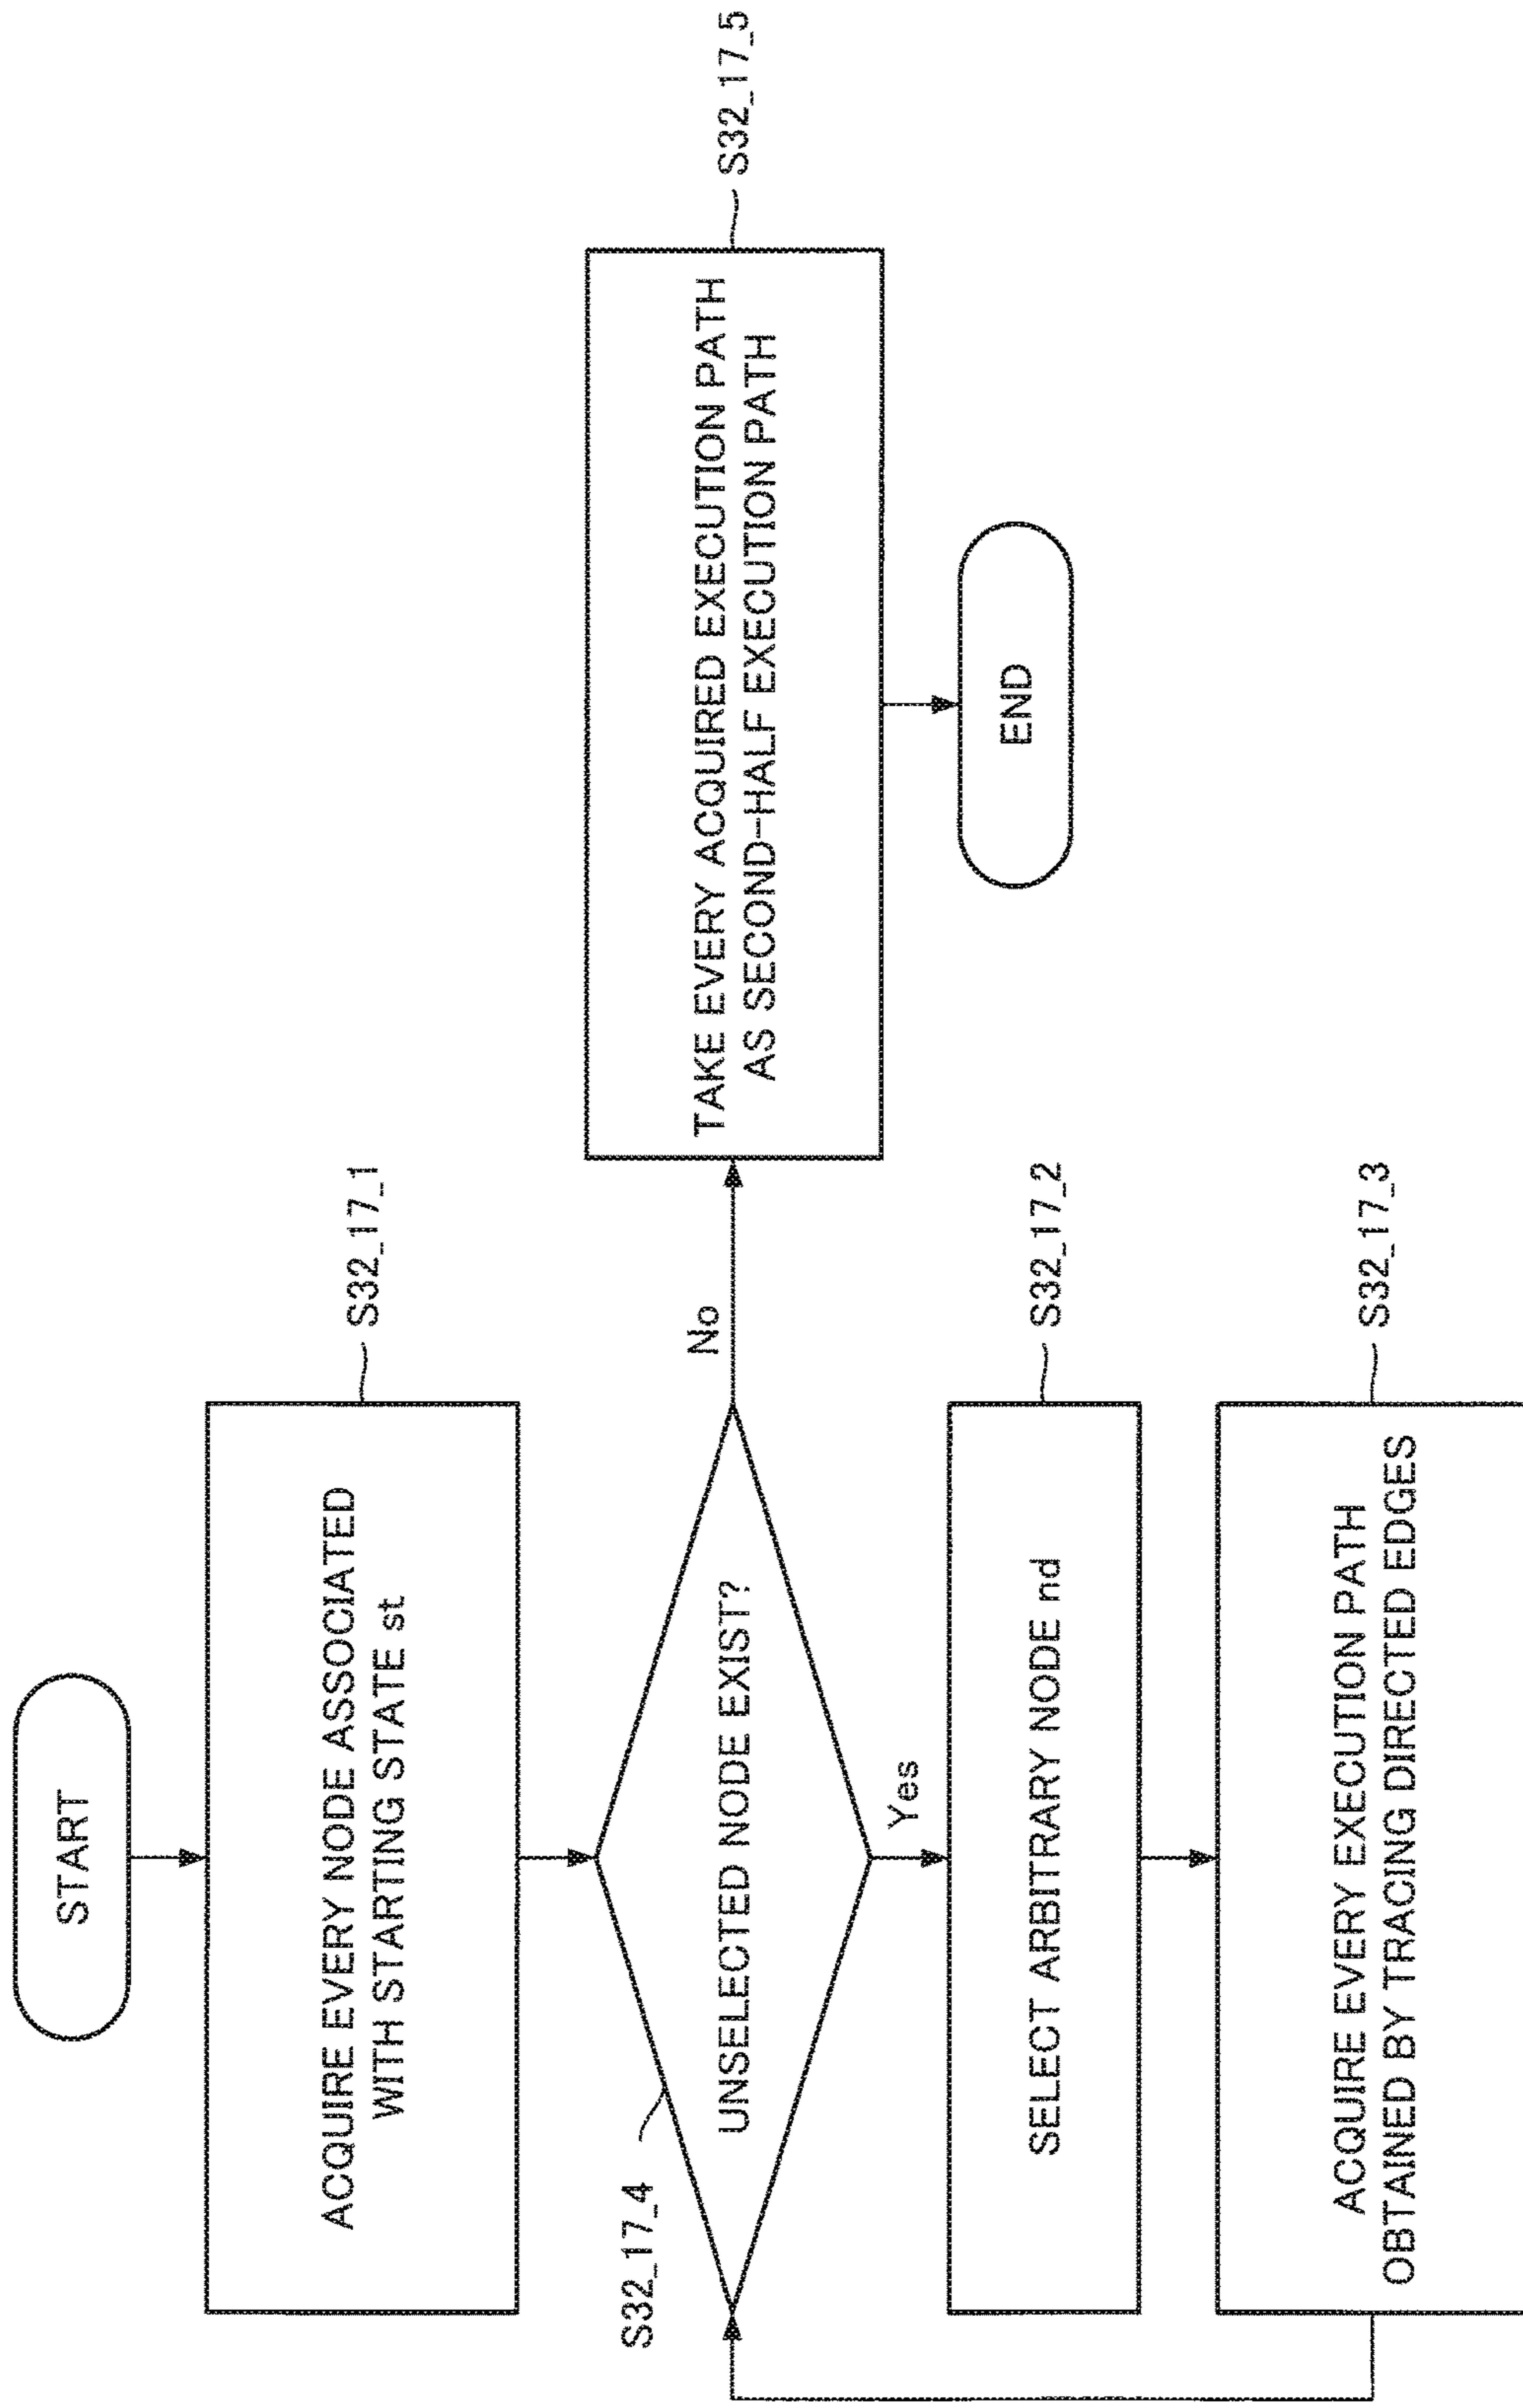 START
ACQUIRE EVERY NODE ASSOCIATED
WITH STARTING STATE st
S32_17_1
S32_17_4
UNSELECTED NODE EXIST?
No
Yes
SELECT ARBITRARY NODE nd
S32_17_2
ACQUIRE EVERY EXECUTION PATH
OBTAINED BY TRACING DIRECTED EDGES
S32_17_3
TAKE EVERY ACQUIRED EXECUTION PATH
AS SECOND-HALF EXECUTION PATH
S32_17_5
END